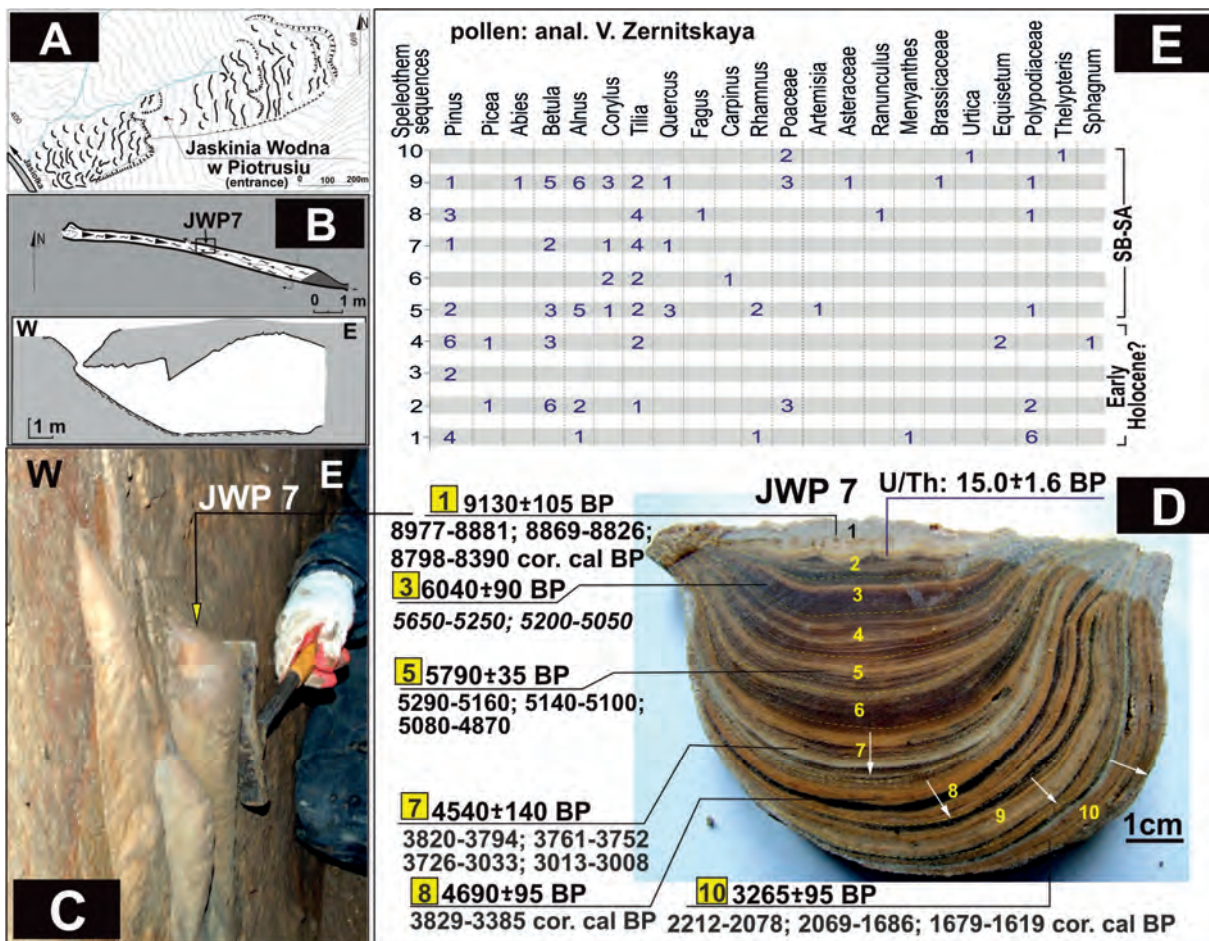 A
N
400
600
Jasiołka
Jaskinia Wodna
w Piotrusiu
(entrance)
0 100 200m
B
JWP7
N
0 1 m
W E
1 m
C
W E
JWP 7
E
pollen: anal. V. Zernitskaya
Speleothem
sequences
Pinus Picea Abies Betula Alnus Corylus Tilia Quercus Fagus Carpinus Rhamnus Poaceae Artemisia Asteraceae Ranunculus Menyanthes Brassicaceae Urtica Equisetum Polypodiaceae Thelypteris Sphagnum
10 2 1 1
9 1 1 5 6 3 2 1 3 1 1 1
8 3 4 1 1 1
7 1 2 1 4 1
6 2 2 1
5 2 3 5 1 2 3 2 1 1
4 6 1 3 2 2 1
3 2
2 1 6 2 1 3 2
1 4 1 1 1 6
SB-SA
Early
Holocene?
D
JWP 7
U/Th: 15.0±1.6 BP
1 9130±105 BP
8977-8881; 8869-8826;
8798-8390 cor. cal BP
3 6040±90 BP
5650-5250; 5200-5050
5 5790±35 BP
5290-5160; 5140-5100;
5080-4870
7 4540±140 BP
3820-3794; 3761-3752
3726-3033; 3013-3008
8 4690±95 BP
3829-3385 cor. cal BP
10 3265±95 BP
2212-2078; 2069-1686; 1679-1619 cor. cal BP
1
2
3
4
5
6
7
8
9
10
1cm